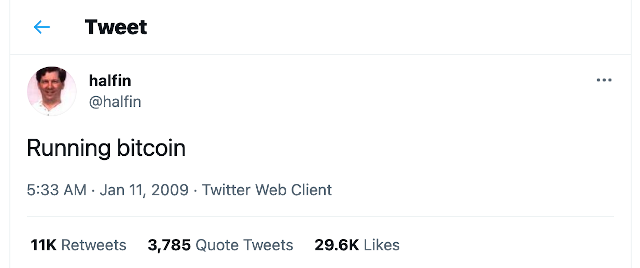 Tweet
halfin
@halfin
Running bitcoin
5:33 AM · Jan 11, 2009 · Twitter Web Client
11K Retweets 3,785 Quote Tweets 29.6K Likes